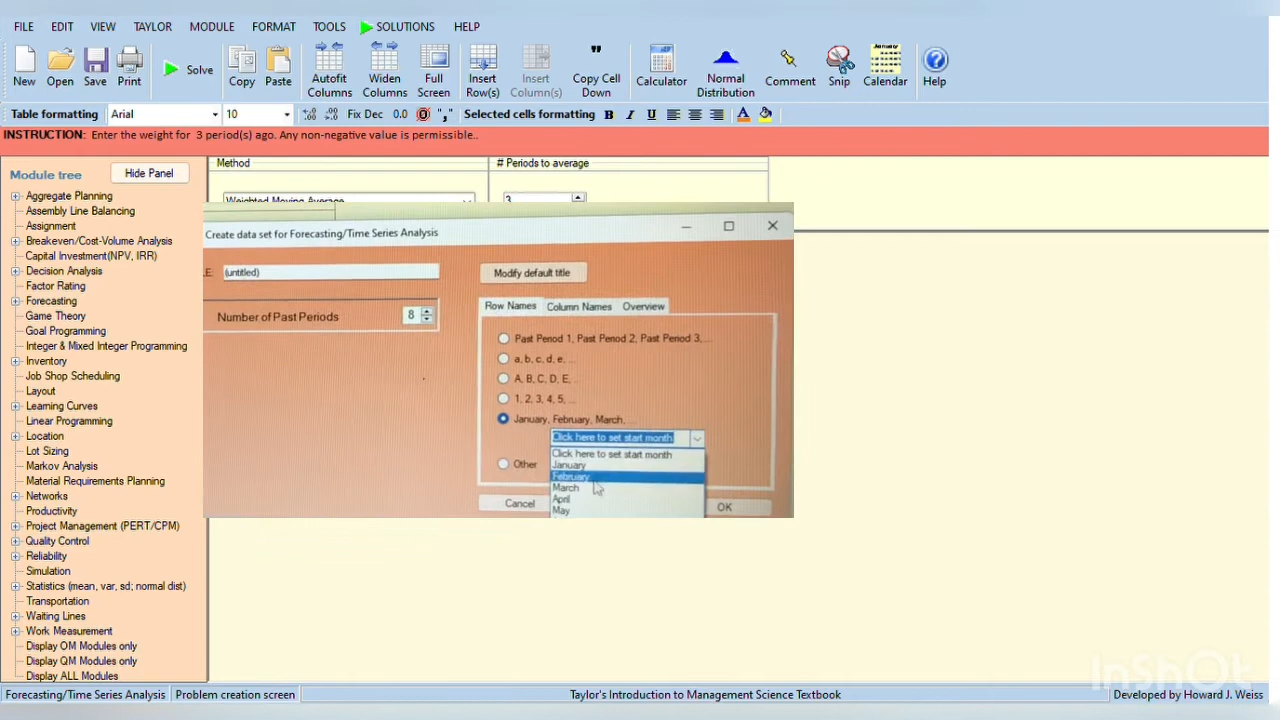 FILE EDIT VIEW TAYLOR MODULE FORMAT TOOLS SOLUTIONS HELP
New Open Save Print Solve Copy Paste Autofit Columns Widen Columns Full Screen Insert Row(s) Insert Column(s) Copy Cell Down Calculator Normal Distribution Comment Snip Calendar Help
Table formatting Arial 10 Fix Dec 0.0 Selected cells formatting B I U A
INSTRUCTION: Enter the weight for 3 period(s) ago. Any non-negative value is permissible..
Module tree Hide Panel
Method # Periods to average
Weighted Moving Average 3
Aggregate Planning
Assembly Line Balancing
Assignment
Breakeven/Cost-Volume Analysis
Capital Investment(NPV, IRR)
Decision Analysis
Factor Rating
Forecasting
Game Theory
Goal Programming
Integer & Mixed Integer Programming
Inventory
Job Shop Scheduling
Layout
Learning Curves
Linear Programming
Location
Lot Sizing
Markov Analysis
Material Requirements Planning
Networks
Productivity
Project Management (PERT/CPM)
Quality Control
Reliability
Simulation
Statistics (mean, var, sd; normal dist)
Transportation
Waiting Lines
Work Measurement
Display OM Modules only
Display QM Modules only
Display ALL Modules
Create data set for Forecasting/Time Series Analysis
E: (untitled) Modify default title
Number of Past Periods 8
Row Names Column Names Overview
Past Period 1, Past Period 2, Past Period 3,...
a, b, c, d, e, ...
A, B, C, D, E, ..
1, 2, 3, 4, 5, ...
January, February, March, ...
Click here to set start month
Click here to set start month
January
February
March
April
May
Other
Cancel OK
InShOt
Forecasting/Time Series Analysis Problem creation screen Taylor's Introduction to Management Science Textbook Developed by Howard J. Weiss